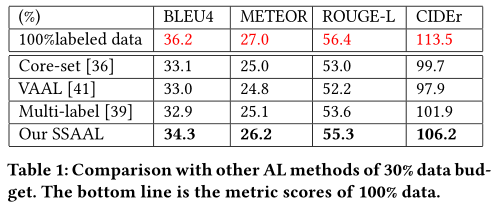 (%) BLEU4 METEOR ROUGE-L CIDEr
100%labeled data 36.2 27.0 56.4 113.5
Core-set [36] 33.1 25.0 53.0 99.7
VAAL [41] 33.0 24.8 52.2 97.9
Multi-label [39] 32.9 25.1 53.6 101.9
Our SSAAL 34.3 26.2 55.3 106.2
Table 1: Comparison with other AL methods of 30% data bud-
get. The bottom line is the metric scores of 100% data.